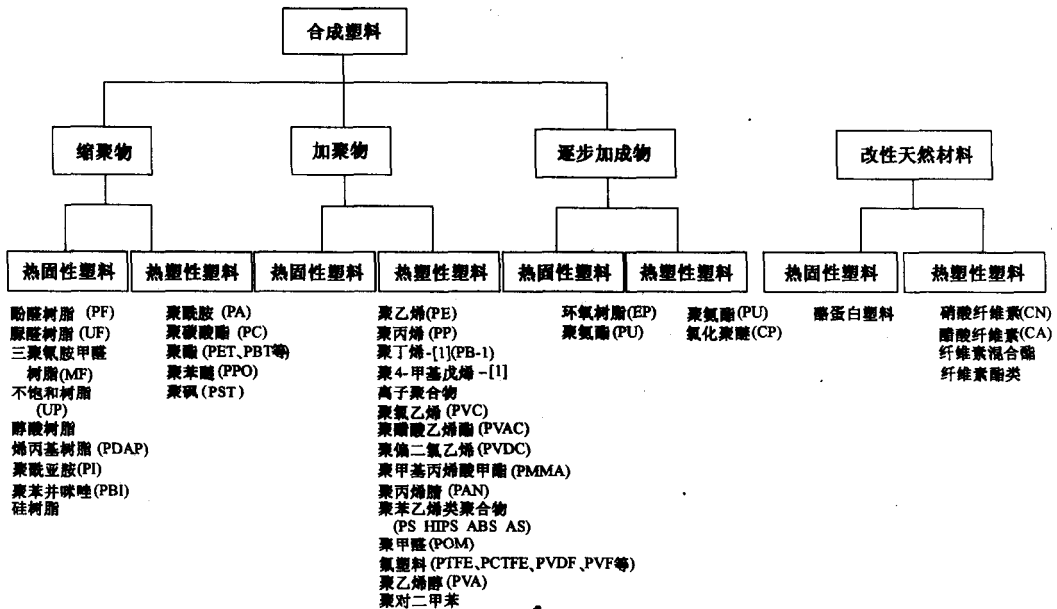 合成塑料
缩聚物
加聚物
逐步加成物
改性天然材料
热固性塑料
热塑性塑料
热固性塑料
热塑性塑料
热固性塑料
热塑性塑料
热固性塑料
热塑性塑料
酚醛树脂 (PF)
脲醛树脂 (UF)
三聚氰胺甲醛
树脂(MF)
不饱和树脂
(UP)
醇酸树脂
烯丙基树脂 (PDAP)
聚酰亚胺(PI)
聚苯并咪唑(PBI)
硅树脂
聚酰胺 (PA)
聚碳酸酯 (PC)
聚酯 (PET、PBT等)
聚苯醚(PPO)
聚砜(PST)
聚乙烯(PE)
聚丙烯 (PP)
聚丁烯-[1](PB-1)
聚4-甲基戊烯-[1]
离子聚合物
聚氯乙烯 (PVC)
聚醋酸乙烯酯(PVAC)
聚偏二氯乙烯(PVDC)
聚甲基丙烯酸甲酯(PMMA)
聚丙烯腈 (PAN)
聚苯乙烯类聚合物
(PS HIPS ABS AS)
聚甲醛(POM)
氟塑料(PTFE、PCTFE、PVDF、PVF等)
聚乙烯醇(PVA)
聚对二甲苯
环氧树脂(EP)
聚氨酯(PU)
聚氨酯(PU)
氯化聚醚(CP)
酪蛋白塑料
硝酸纤维素(CN)
醋酸纤维素(CA)
纤维素混合酯
纤维素酯类